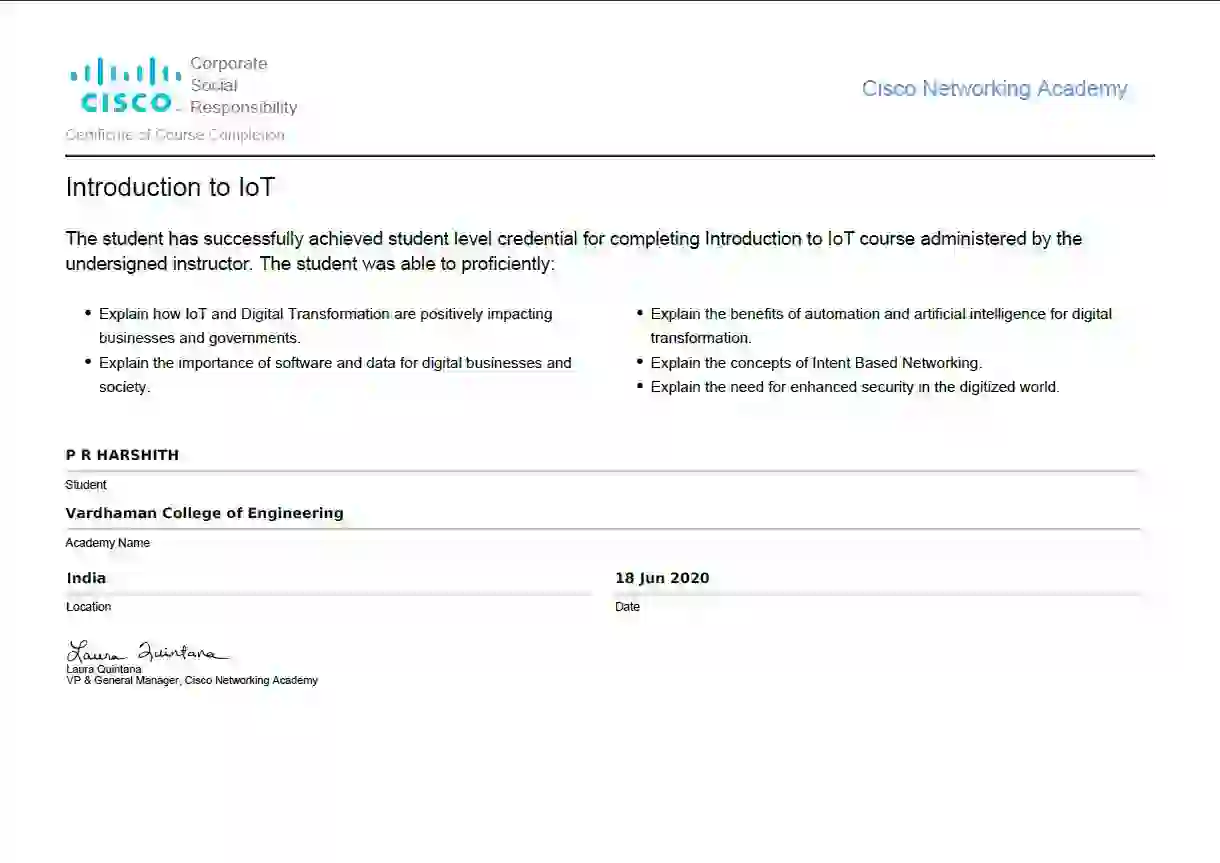 Corporate
Social
CISCO Responsibility
Cisco Networking Academy
Certificate of Course Completion
Introduction to IoT
The student has successfully achieved student level credential for completing Introduction to IoT course administered by the
undersigned instructor. The student was able to proficiently:
• Explain how IoT and Digital Transformation are positively impacting
businesses and governments.
• Explain the importance of software and data for digital businesses and
society.
• Explain the benefits of automation and artificial intelligence for digital
transformation.
• Explain the concepts of Intent Based Networking.
• Explain the need for enhanced security in the digitized world.
P R HARSHITH
Student
Vardhaman College of Engineering
Academy Name
India
Location
18 Jun 2020
Date
Laura Quintana
Laura Quintana
VP & General Manager, Cisco Networking Academy